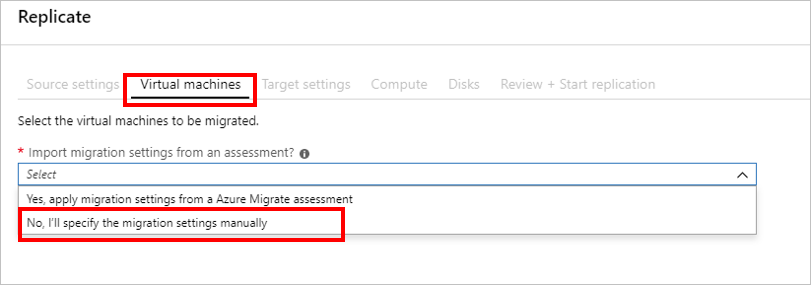 Replicate
Source settings Virtual machines Target settings Compute Disks Review + Start replication
Select the virtual machines to be migrated.
* Import migration settings from an assessment?
Select
Yes, apply migration settings from a Azure Migrate assessment
No, I'll specify the migration settings manually